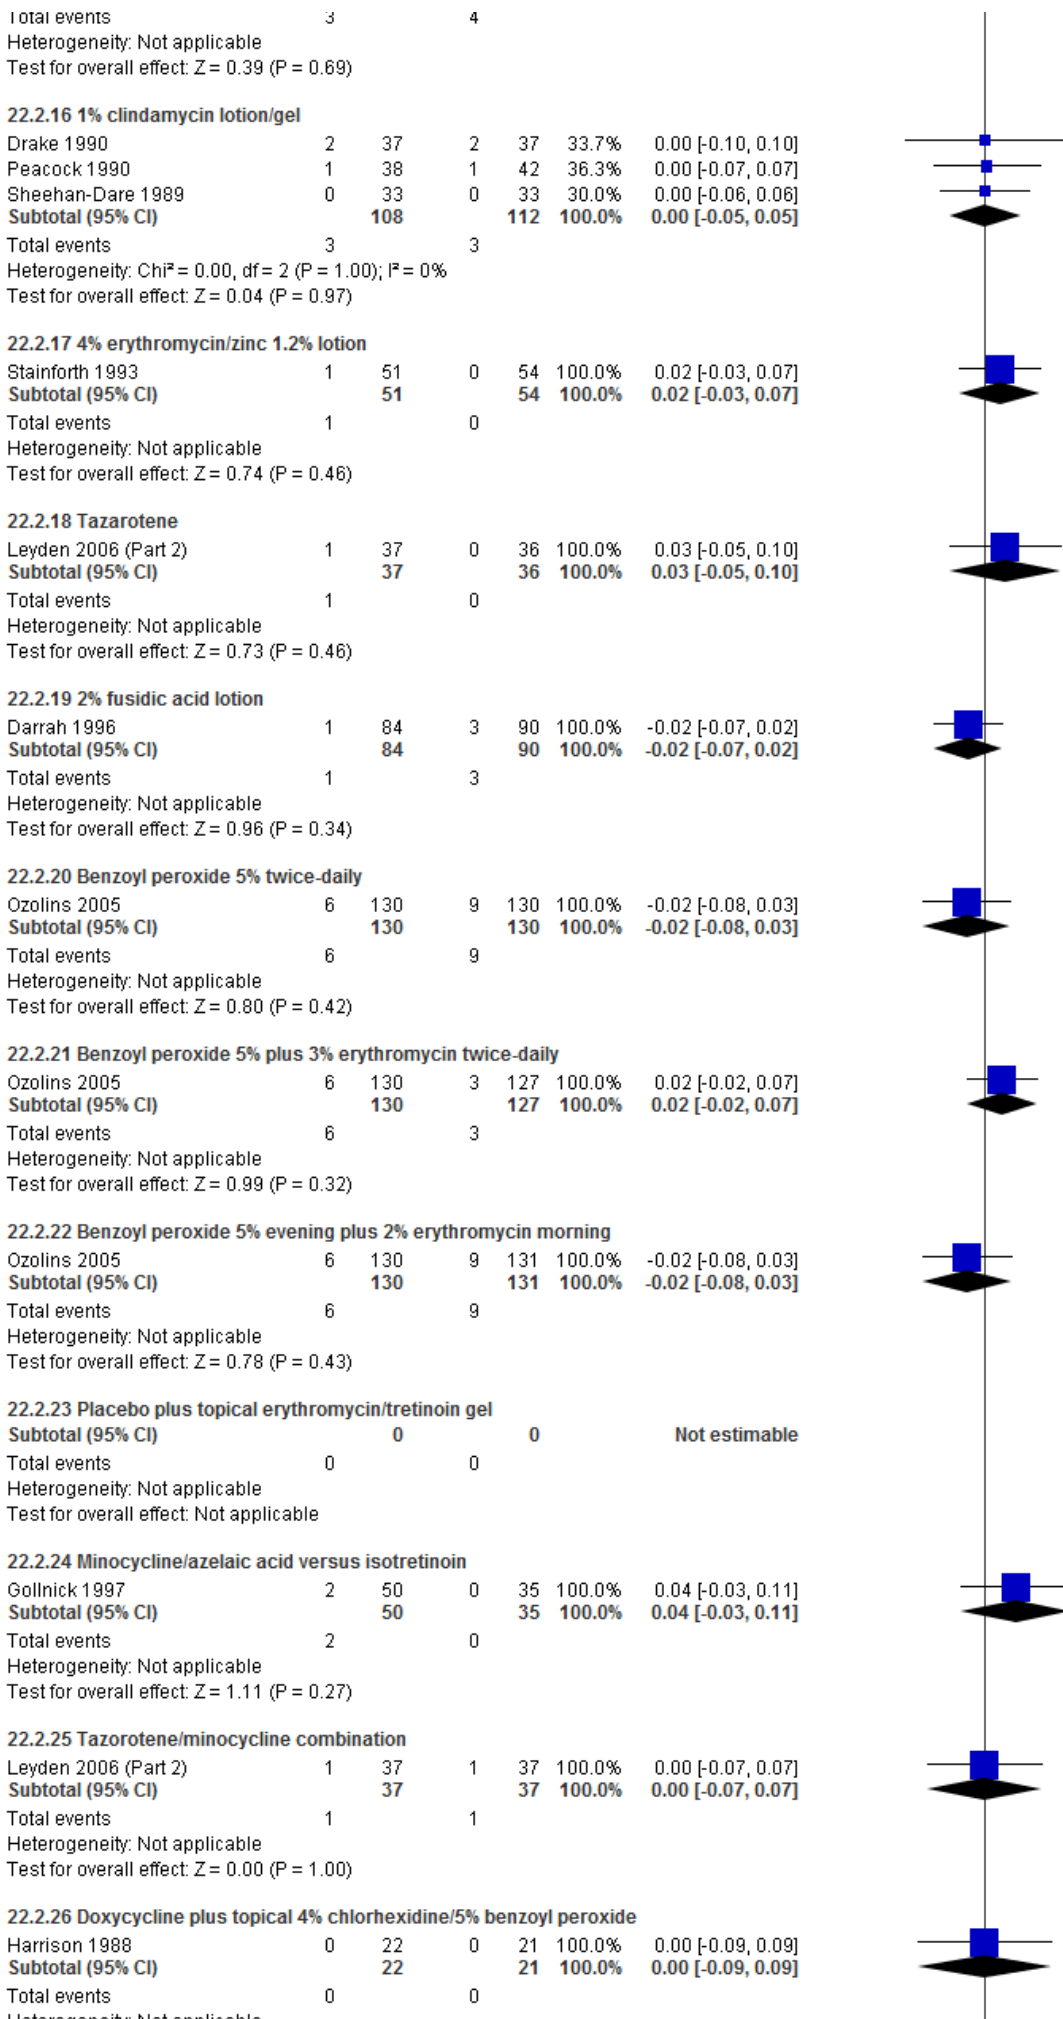 Total events 3 4
Heterogeneity: Not applicable
Test for overall effect: Z = 0.39 (P = 0.69)
22.2.16 1% clindamycin lotion/gel
Drake 1990 2 37 2 37 33.7% 0.00 [-0.10, 0.10]
Peacock 1990 1 38 1 42 36.3% 0.00 [-0.07, 0.07]
Sheehan-Dare 1989 0 33 0 33 30.0% 0.00 [-0.06, 0.06]
Subtotal (95% CI) 108 112 100.0% 0.00 [-0.05, 0.05]
Total events 3 3
Heterogeneity: Chi² = 0.00, df = 2 (P = 1.00); I² = 0%
Test for overall effect: Z = 0.04 (P = 0.97)
22.2.17 4% erythromycin/zinc 1.2% lotion
Stainforth 1993 1 51 0 54 100.0% 0.02 [-0.03, 0.07]
Subtotal (95% CI) 51 54 100.0% 0.02 [-0.03, 0.07]
Total events 1 0
Heterogeneity: Not applicable
Test for overall effect: Z = 0.74 (P = 0.46)
22.2.18 Tazarotene
Leyden 2006 (Part 2) 1 37 0 36 100.0% 0.03 [-0.05, 0.10]
Subtotal (95% CI) 37 36 100.0% 0.03 [-0.05, 0.10]
Total events 1 0
Heterogeneity: Not applicable
Test for overall effect: Z = 0.73 (P = 0.46)
22.2.19 2% fusidic acid lotion
Darrah 1996 1 84 3 90 100.0% -0.02 [-0.07, 0.02]
Subtotal (95% CI) 84 90 100.0% -0.02 [-0.07, 0.02]
Total events 1 3
Heterogeneity: Not applicable
Test for overall effect: Z = 0.96 (P = 0.34)
22.2.20 Benzoyl peroxide 5% twice-daily
Ozolins 2005 6 130 9 130 100.0% -0.02 [-0.08, 0.03]
Subtotal (95% CI) 130 130 100.0% -0.02 [-0.08, 0.03]
Total events 6 9
Heterogeneity: Not applicable
Test for overall effect: Z = 0.80 (P = 0.42)
22.2.21 Benzoyl peroxide 5% plus 3% erythromycin twice-daily
Ozolins 2005 6 130 3 127 100.0% 0.02 [-0.02, 0.07]
Subtotal (95% CI) 130 127 100.0% 0.02 [-0.02, 0.07]
Total events 6 3
Heterogeneity: Not applicable
Test for overall effect: Z = 0.99 (P = 0.32)
22.2.22 Benzoyl peroxide 5% evening plus 2% erythromycin morning
Ozolins 2005 6 130 9 131 100.0% -0.02 [-0.08, 0.03]
Subtotal (95% CI) 130 131 100.0% -0.02 [-0.08, 0.03]
Total events 6 9
Heterogeneity: Not applicable
Test for overall effect: Z = 0.78 (P = 0.43)
22.2.23 Placebo plus topical erythromycin/tretinoin gel
Subtotal (95% CI) 0 0 Not estimable
Total events 0 0
Heterogeneity: Not applicable
Test for overall effect: Not applicable
22.2.24 Minocycline/azelaic acid versus isotretinoin
Gollnick 1997 2 50 0 35 100.0% 0.04 [-0.03, 0.11]
Subtotal (95% CI) 50 35 100.0% 0.04 [-0.03, 0.11]
Total events 2 0
Heterogeneity: Not applicable
Test for overall effect: Z = 1.11 (P = 0.27)
22.2.25 Tazorotene/minocycline combination
Leyden 2006 (Part 2) 1 37 1 37 100.0% 0.00 [-0.07, 0.07]
Subtotal (95% CI) 37 37 100.0% 0.00 [-0.07, 0.07]
Total events 1 1
Heterogeneity: Not applicable
Test for overall effect: Z = 0.00 (P = 1.00)
22.2.26 Doxycycline plus topical 4% chlorhexidine/5% benzoyl peroxide
Harrison 1988 0 22 0 21 100.0% 0.00 [-0.09, 0.09]
Subtotal (95% CI) 22 21 100.0% 0.00 [-0.09, 0.09]
Total events 0 0